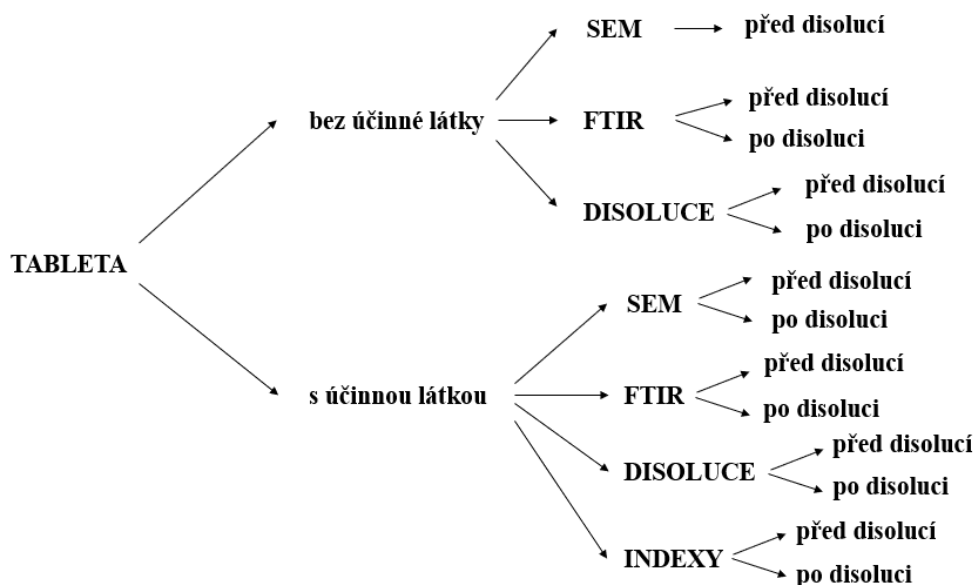 SEM
před disolucí
bez účinné látky
FTIR
před disolucí
po disoluci
DISOLUCE
před disolucí
po disoluci
TABLETA
SEM
před disolucí
po disoluci
s účinnou látkou
FTIR
před disolucí
po disoluci
DISOLUCE
před disolucí
po disoluci
INDEXY
před disolucí
po disoluci